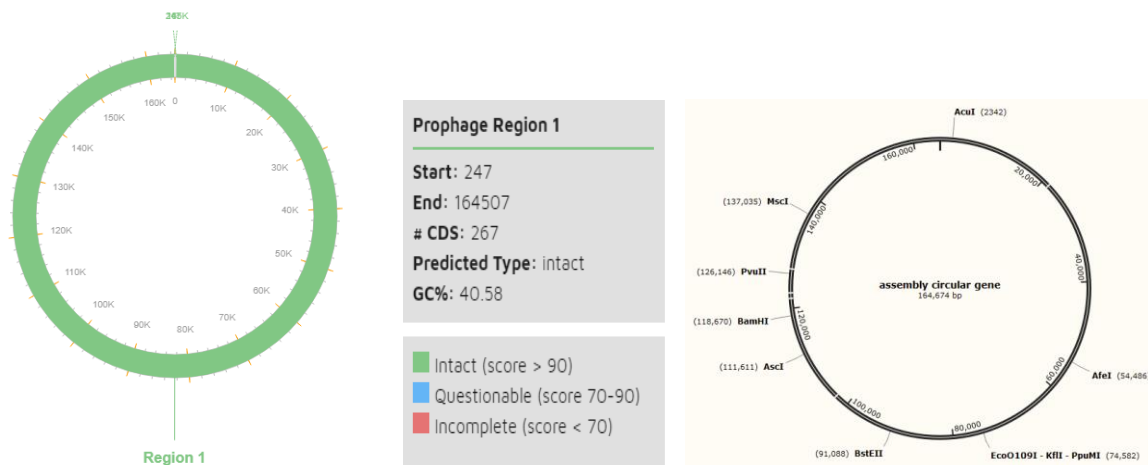 160K
0
10K
150K
20K
140K
30K
130K
40K
120K
50K
110K
60K
100K
70K
90K
80K
Region 1
Prophage Region 1
Start: 247
End: 164507
# CDS: 267
Predicted Type: intact
GC%: 40.58
Intact (score > 90)
Questionable (score 70-90)
Incomplete (score < 70)
AcuI (2342)
160,000
20,000
(137,035) MscI
140,000
40,000
(126,146) PvuII
assembly circular gene
164,674 bp
(118,670) BamHI
120,000
(111,611) AscI
60,000
AfeI (54,486
100,000
80,000
(91,088) BstEII
EcoO109I - KflI - PpuMI (74,582)